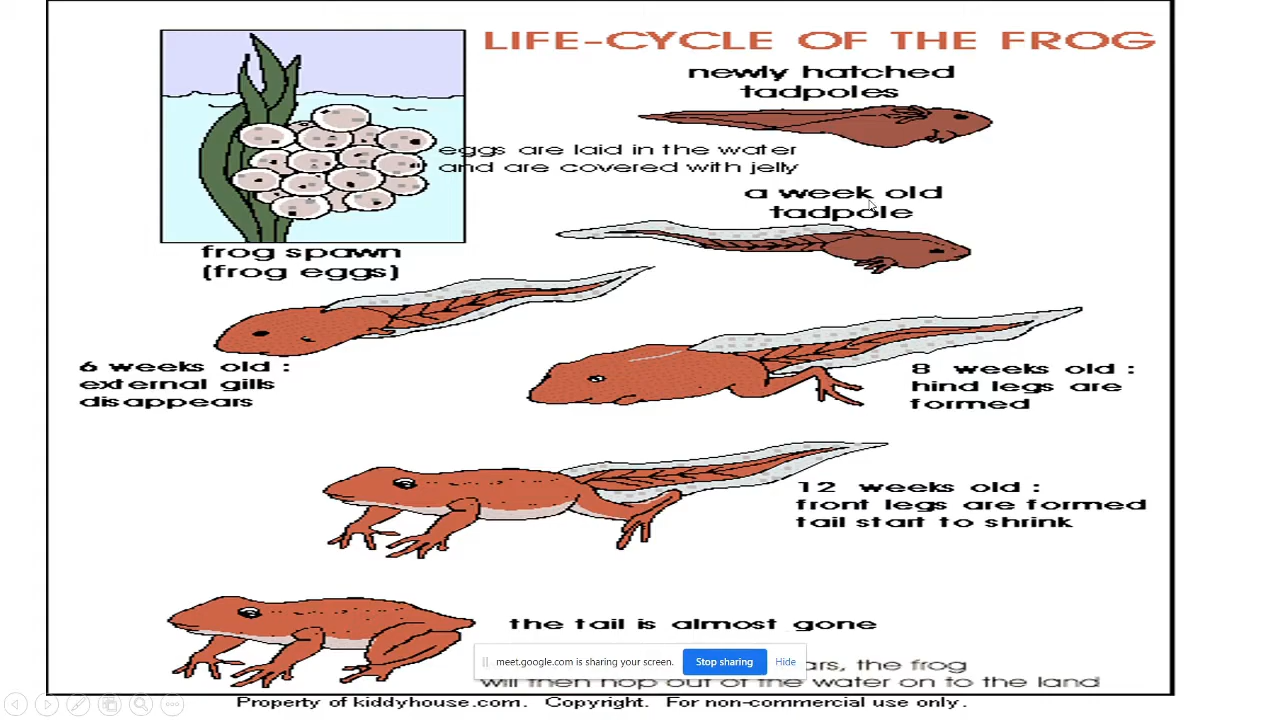 LIFE-CYCLE OF THE FROG
newly hatched
tadpoles
eggs are laid in the water
and are covered with jelly
a week old
tadpole
frog spawn
(frog eggs)
6 weeks old :
external gills
disappears
8 weeks old :
hind legs are
formed
12 weeks old :
front legs are formed
tail start to shrink
the tail is almost gone
meet.google.com is sharing your screen.
Stop sharing
Hide
the frog
will then hop out of the water on to the land
Property of kiddyhouse.com. Copyright. For non-commercial use only.